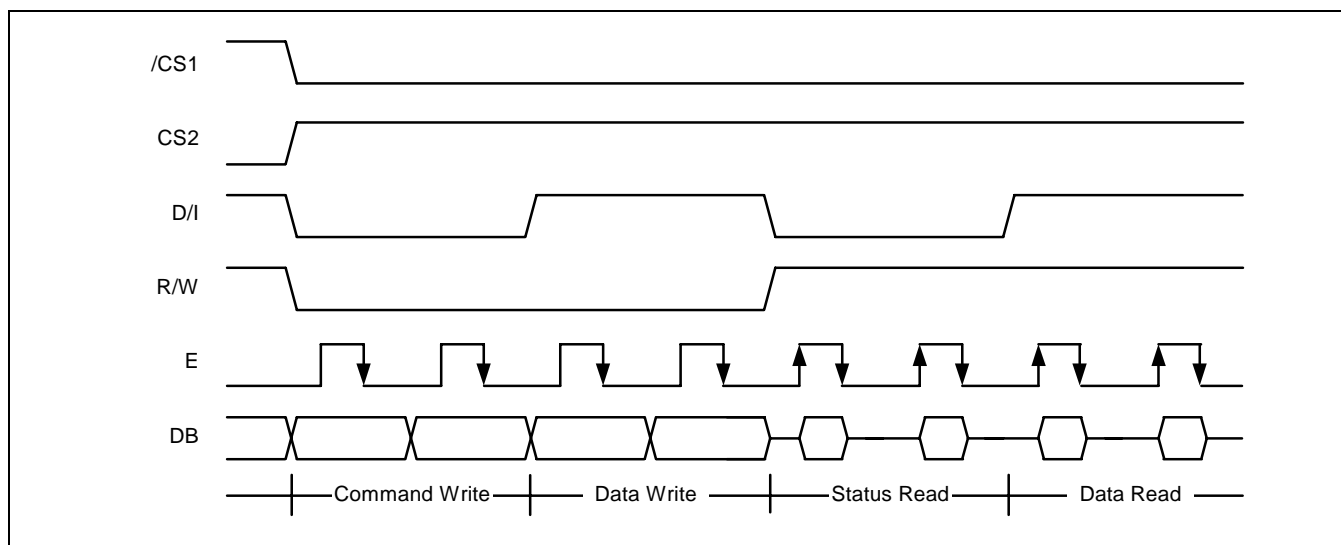 /CS1
CS2
D/I
R/W
E
DB
Command Write Data Write Status Read Data Read